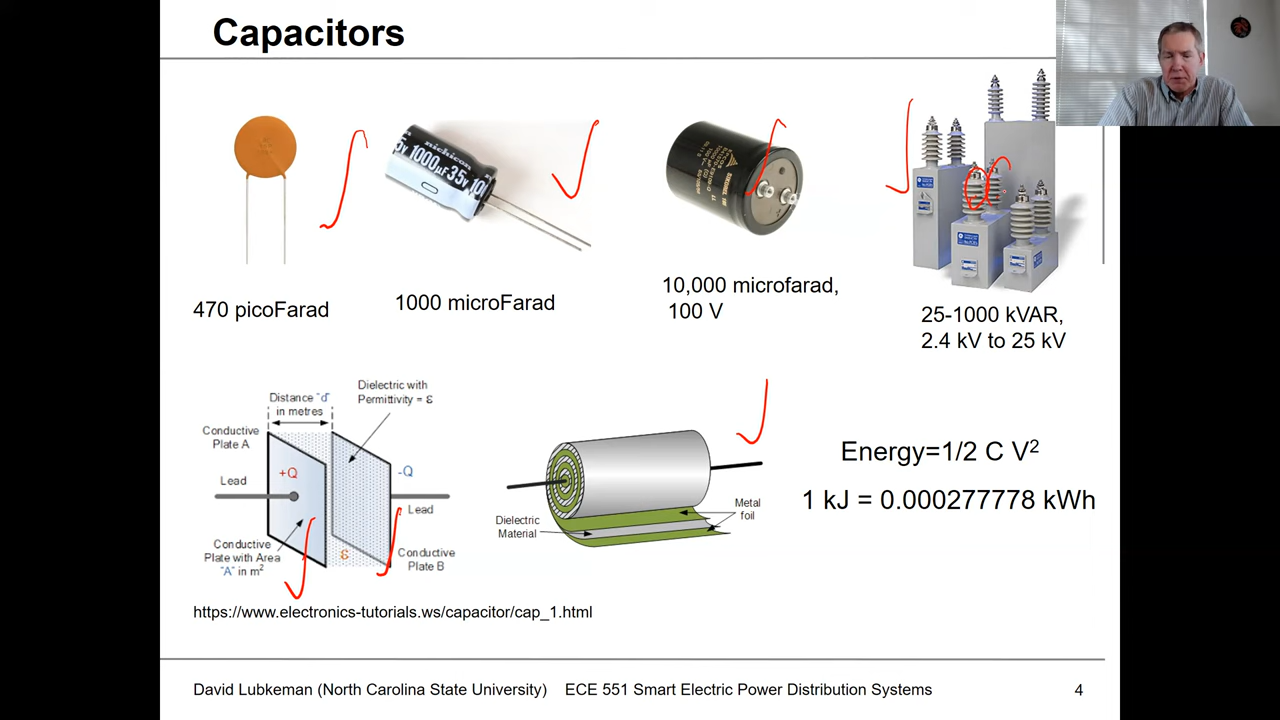 Capacitors
1000µF35v
470 picoFarad
1000 microFarad
10,000 microfarad,
100 V
25-1000 kVAR,
2.4 kV to 25 kV
Distance "d"
in metres
Dielectric with
Permittivity = ε
Conductive
Plate A
+Q
-Q
Lead
Lead
Conductive
Plate with Area
"A" in m²
ε
Conductive
Plate B
Dielectric
Material
Metal
foil
Energy=1/2 C V²
1 kJ = 0.000277778 kWh
https://www.electronics-tutorials.ws/capacitor/cap_1.html
David Lubkeman (North Carolina State University) ECE 551 Smart Electric Power Distribution Systems 4